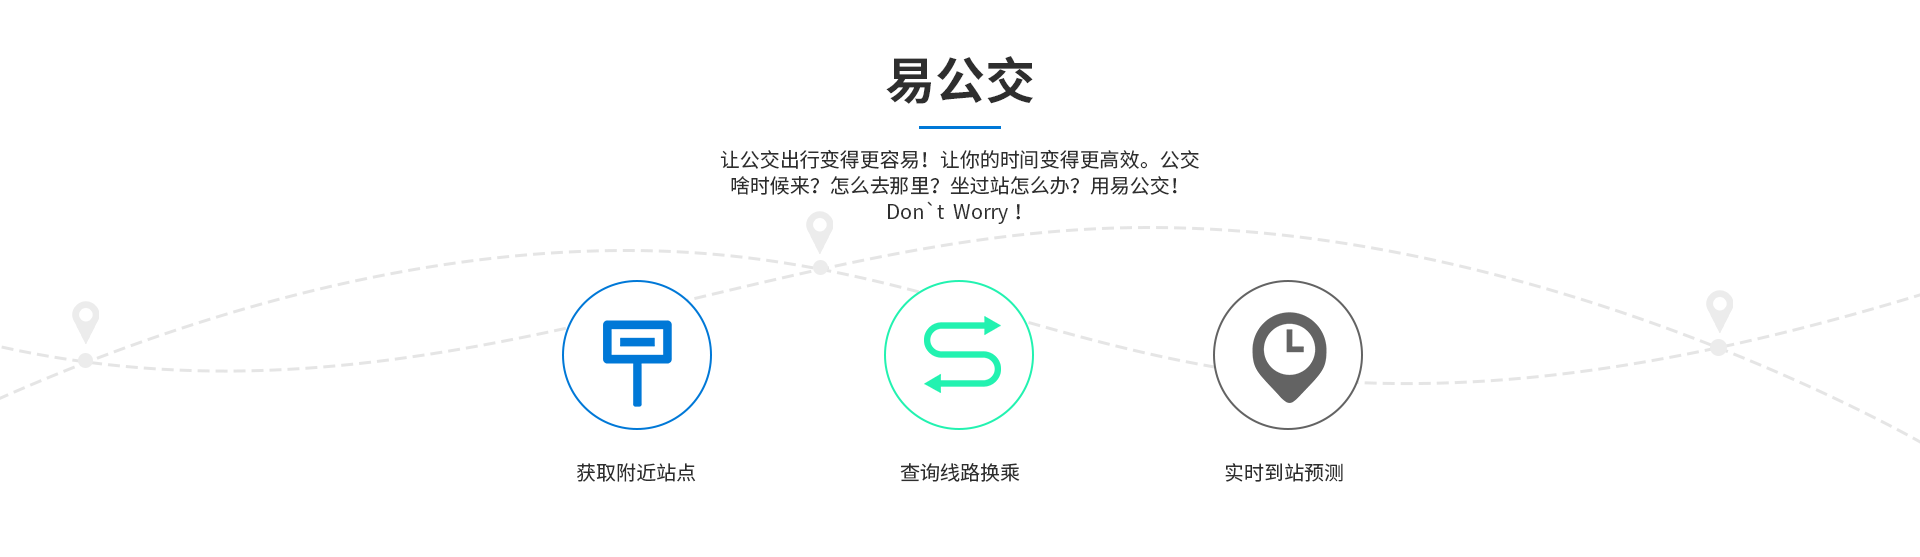 易公交
让公交出行变得更容易！让你的时间变得更高效。公交
啥时候来？怎么去那里？坐过站怎么办？用易公交！
Don`t Worry！
获取附近站点
查询线路换乘
实时到站预测